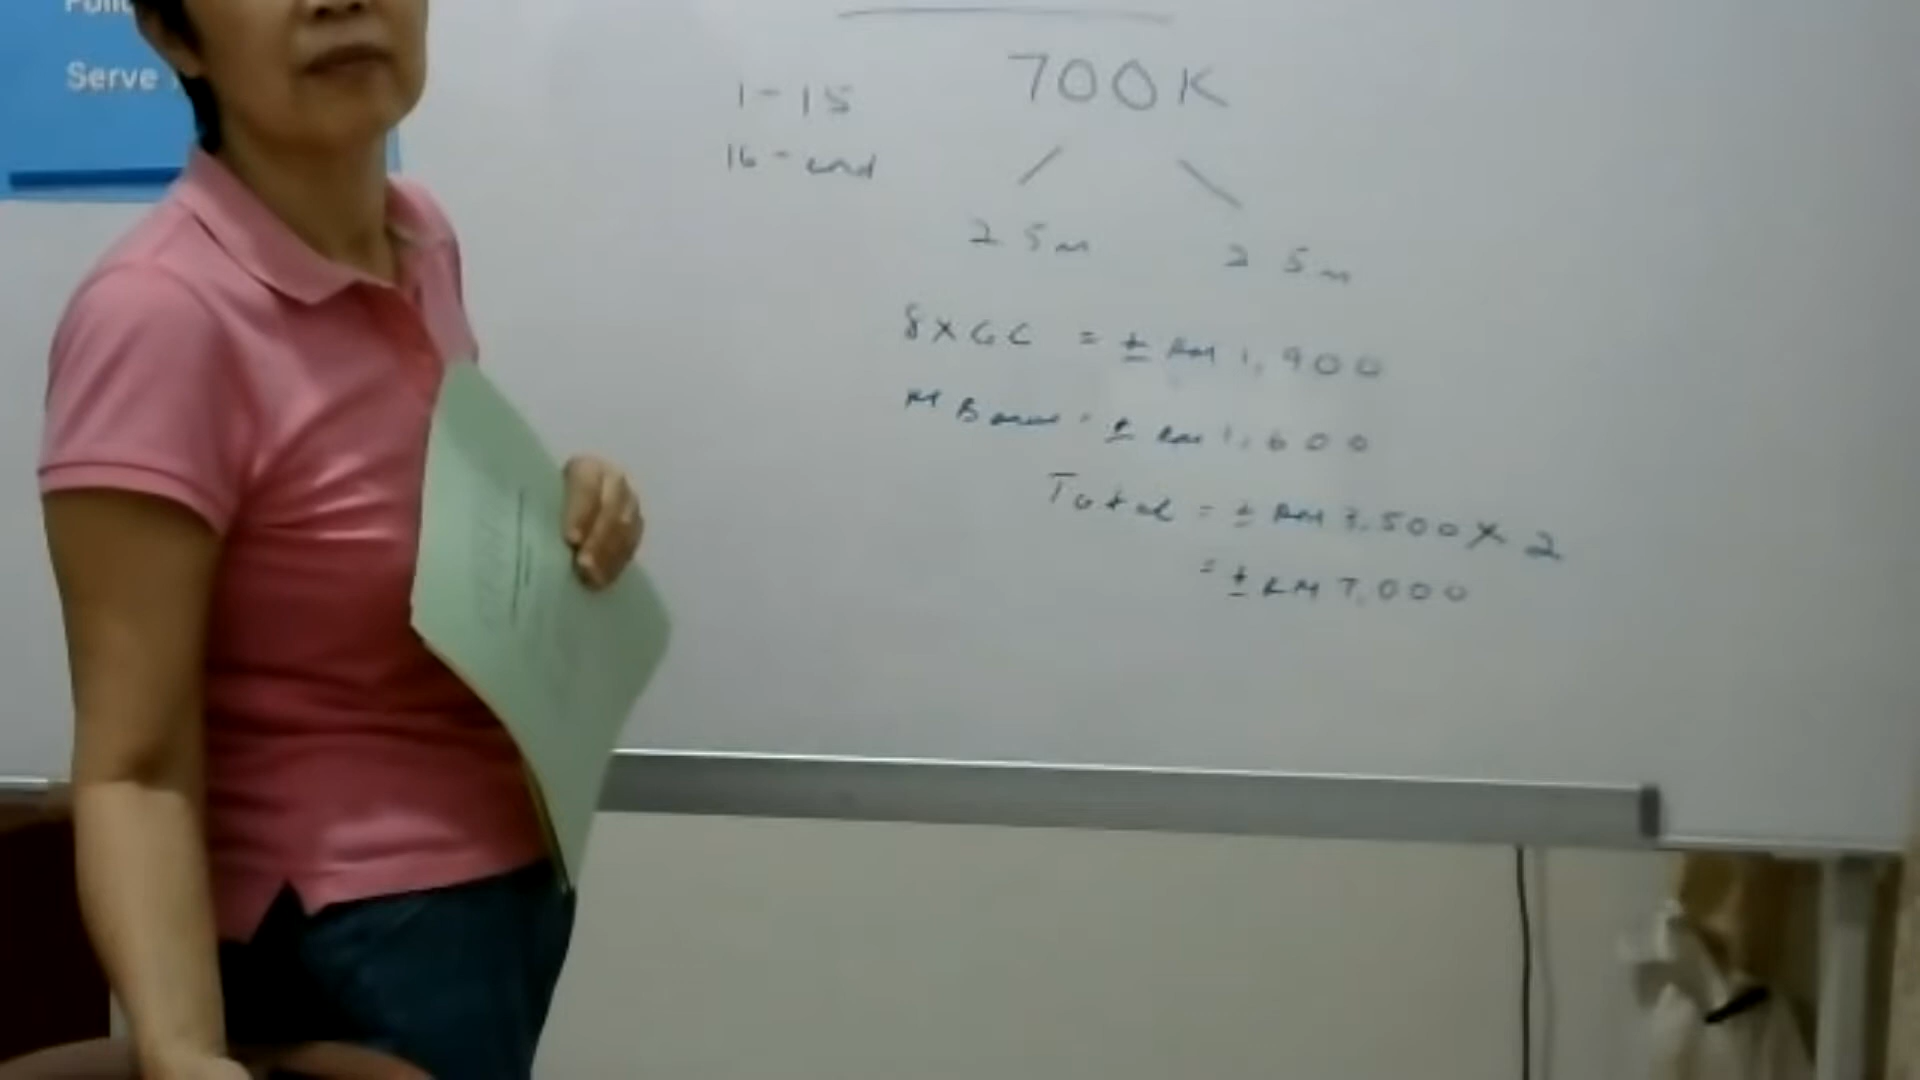 Serve
700K
1-15
16-end
25m 25m
8XGC = ± RM 1,900
± RM 1,600
Total = ± RM 3,500 X 2
= ± RM 7,000